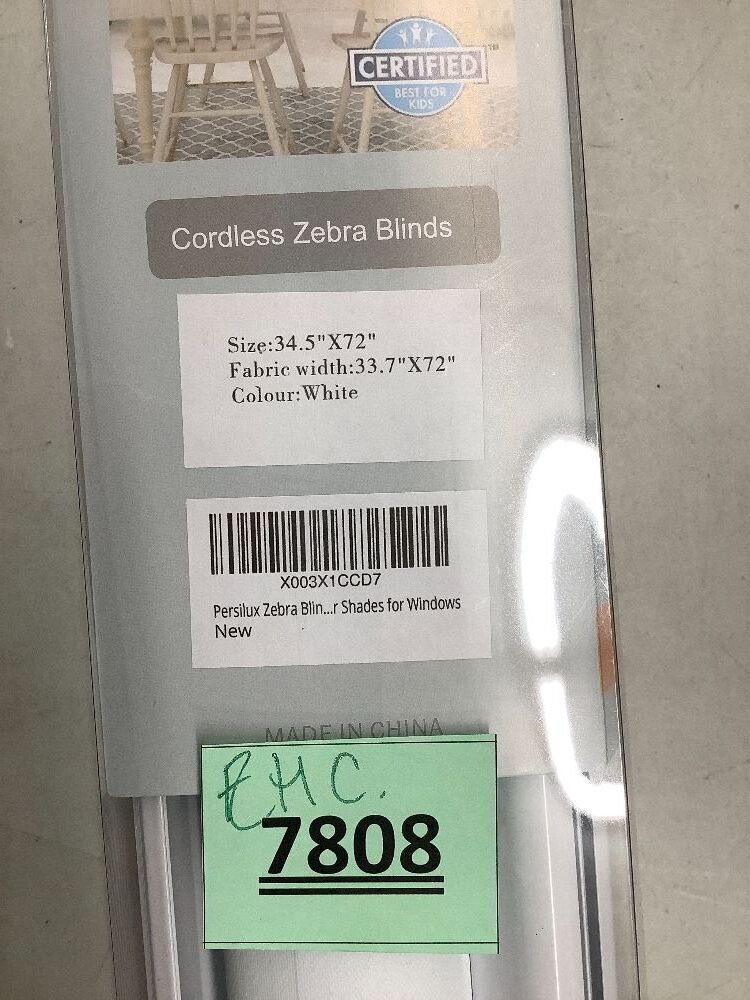 CERTIFIED™
BEST FOR
KIDS
Cordless Zebra Blinds
Size:34.5"X72"
Fabric width:33.7"X72"
Colour:White
X003X1CCD7
Persilux Zebra Blin...r Shades for Windows
New
MADE IN CHINA
EHC.
7808